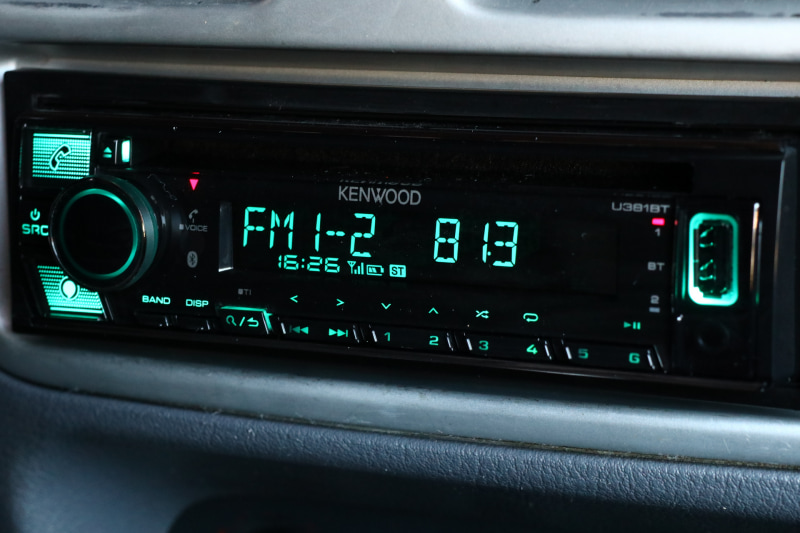 KENWOOD
U381BT
SRC
VOICE
FM1-2 81.3
16:26 ST
1
BT
2
BAND DISP
1 2 3 4 5 6